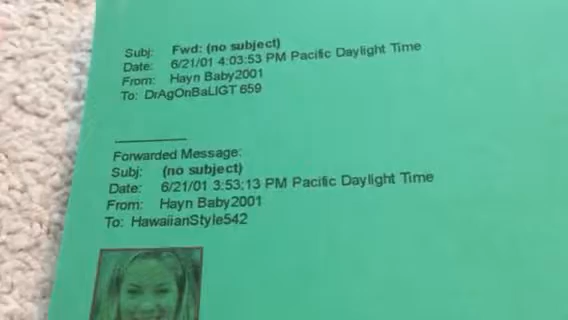 Subj: Fwd: (no subject)
Date: 6/21/01 4:03:53 PM Pacific Daylight Time
From: Hayn Baby2001
To: DrAgOnBaLlGT 659
Forwarded Message:
Subj: (no subject)
Date: 6/21/01 3:53:13 PM Pacific Daylight Time
From: Hayn Baby2001
To: HawaiianStyle542